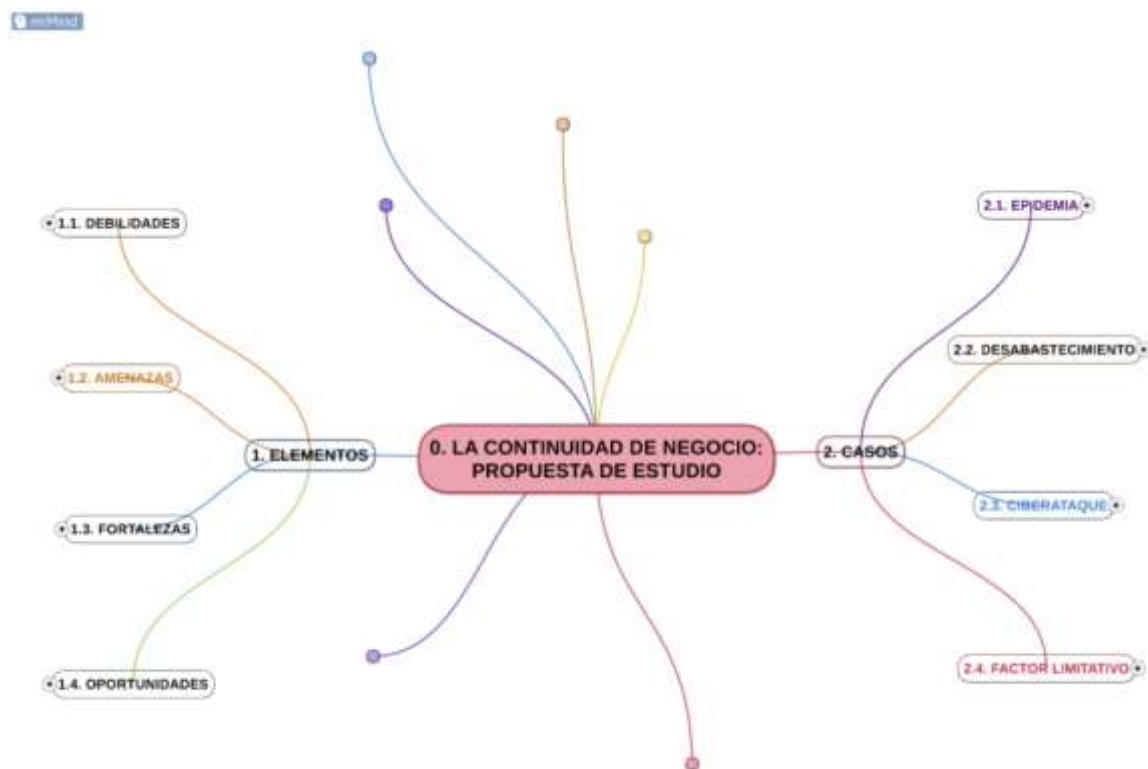 0. LA CONTINUIDAD DE NEGOCIO:
PROPUESTA DE ESTUDIO
1. ELEMENTOS
1.1. DEBILIDADES
1.2. AMENAZAS
1.3. FORTALEZAS
1.4. OPORTUNIDADES
2. CASOS
2.1. EPIDEMIA
2.2. DESABASTECIMIENTO
2.3. CIBERATAQUE
2.4. FACTOR LIMITATIVO